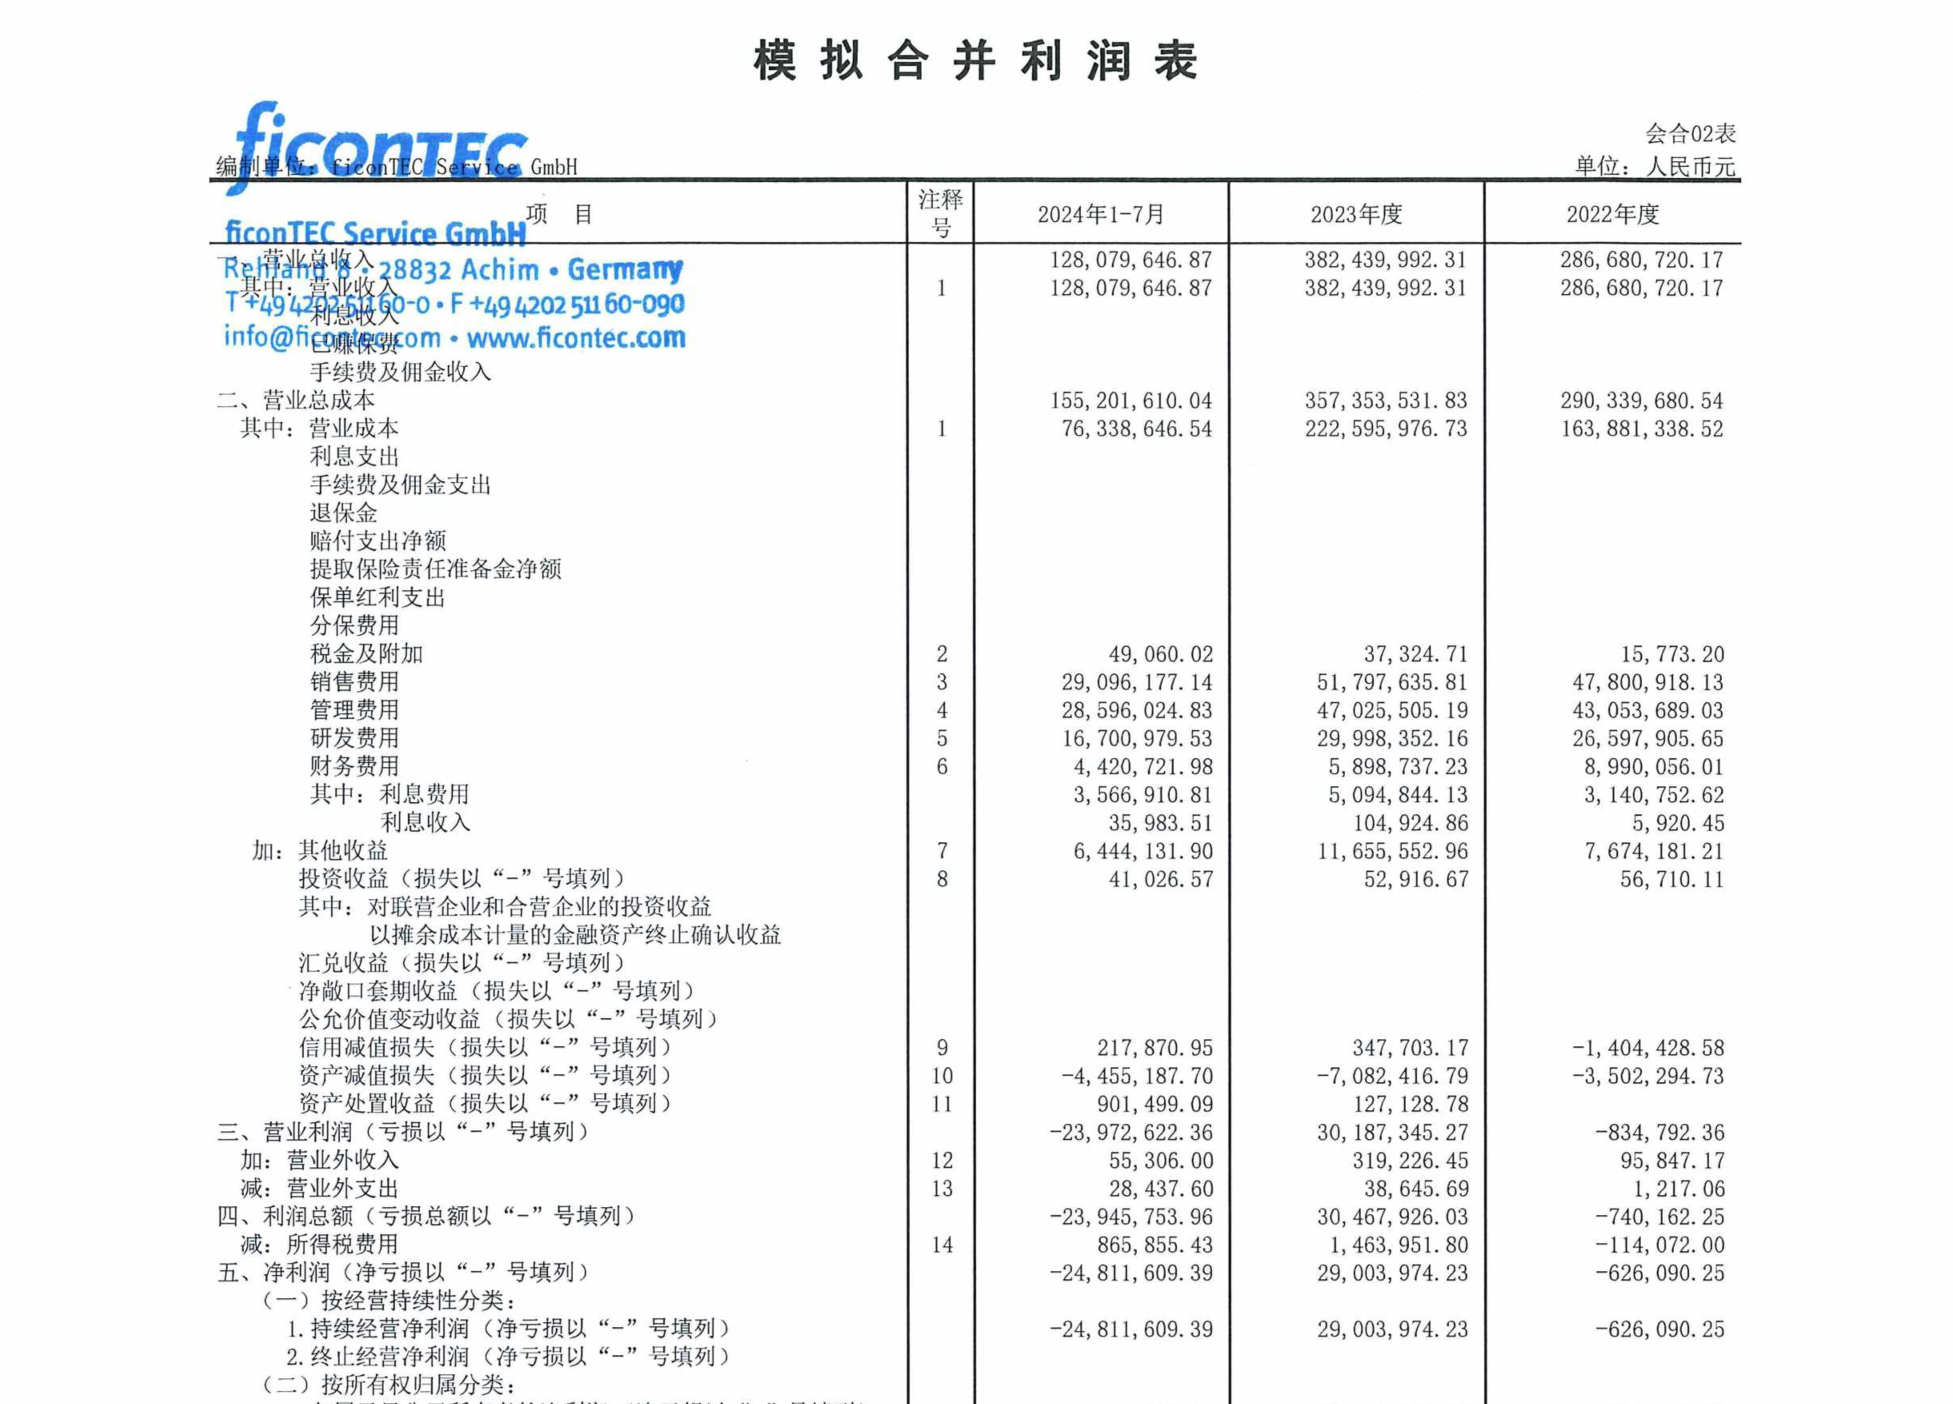 模拟合并利润表
会合02表
ficonTEC
编制单位：ficonTEC Service GmbH 单位：人民币元
项 目 注释号 2024年1-7月 2023年度 2022年度
ficonTEC Service GmbH
Rehland 8 • 28832 Achim • Germany
T +49 4202 51160-0 • F +49 4202 51160-090
info@ficontec.com • www.ficontec.com
一、营业总收入 128,079,646.87 382,439,992.31 286,680,720.17
其中：营业收入 1 128,079,646.87 382,439,992.31 286,680,720.17
利息收入
已赚保费
手续费及佣金收入
二、营业总成本 155,201,610.04 357,353,531.83 290,339,680.54
其中：营业成本 1 76,338,646.54 222,595,976.73 163,881,338.52
利息支出
手续费及佣金支出
退保金
赔付支出净额
提取保险责任准备金净额
保单红利支出
分保费用
税金及附加 2 49,060.02 37,324.71 15,773.20
销售费用 3 29,096,177.14 51,797,635.81 47,800,918.13
管理费用 4 28,596,024.83 47,025,505.19 43,053,689.03
研发费用 5 16,700,979.53 29,998,352.16 26,597,905.65
财务费用 6 4,420,721.98 5,898,737.23 8,990,056.01
其中：利息费用 3,566,910.81 5,094,844.13 3,140,752.62
利息收入 35,983.51 104,924.86 5,920.45
加：其他收益 7 6,444,131.90 11,655,552.96 7,674,181.21
投资收益（损失以“-”号填列） 8 41,026.57 52,916.67 56,710.11
其中：对联营企业和合营企业的投资收益
以摊余成本计量的金融资产终止确认收益
汇兑收益（损失以“-”号填列）
净敞口套期收益（损失以“-”号填列）
公允价值变动收益（损失以“-”号填列）
信用减值损失（损失以“-”号填列） 9 217,870.95 347,703.17 -1,404,428.58
资产减值损失（损失以“-”号填列） 10 -4,455,187.70 -7,082,416.79 -3,502,294.73
资产处置收益（损失以“-”号填列） 11 901,499.09 127,128.78
三、营业利润（亏损以“-”号填列） -23,972,622.36 30,187,345.27 -834,792.36
加：营业外收入 12 55,306.00 319,226.45 95,847.17
减：营业外支出 13 28,437.60 38,645.69 1,217.06
四、利润总额（亏损总额以“-”号填列） -23,945,753.96 30,467,926.03 -740,162.25
减：所得税费用 14 865,855.43 1,463,951.80 -114,072.00
五、净利润（净亏损以“-”号填列） -24,811,609.39 29,003,974.23 -626,090.25
（一）按经营持续性分类：
1.持续经营净利润（净亏损以“-”号填列） -24,811,609.39 29,003,974.23 -626,090.25
2.终止经营净利润（净亏损以“-”号填列）
（二）按所有权归属分类：